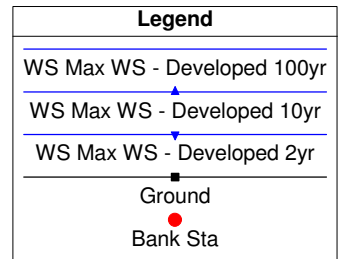 Legend
WS Max WS - Developed 100yr
WS Max WS - Developed 10yr
WS Max WS - Developed 2yr
Ground
Bank Sta